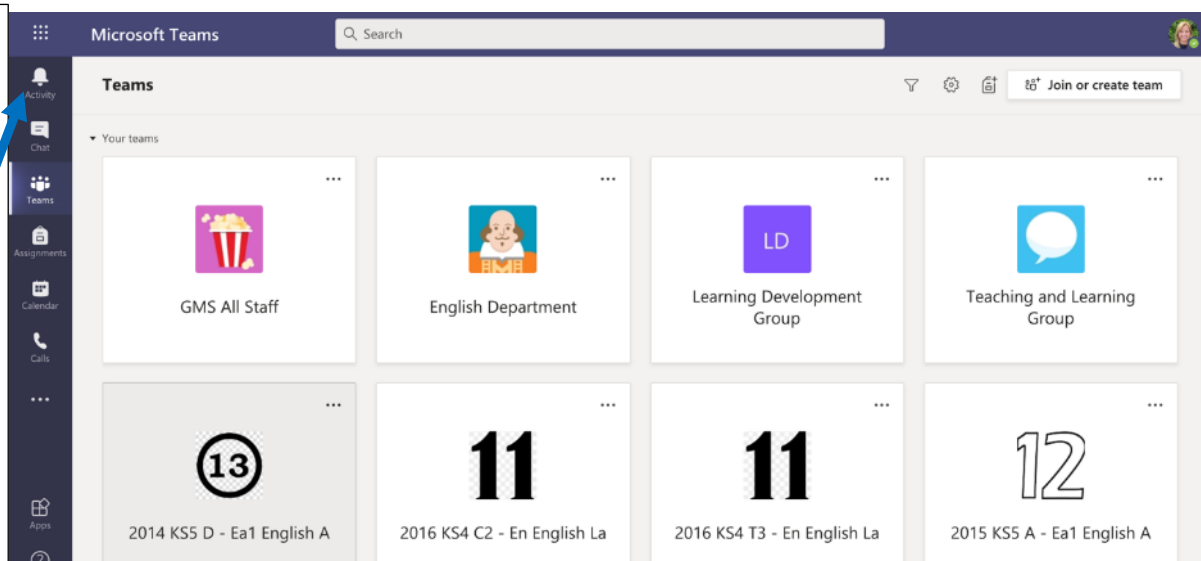 Microsoft Teams
Search
Activity
Chat
Teams
Assignments
Calendar
Calls
Apps
Teams
Join or create team
Your teams
GMS All Staff
English Department
LD
Learning Development
Group
Teaching and Learning
Group
13
2014 KS5 D - Ea1 English A
11
2016 KS4 C2 - En English La
11
2016 KS4 T3 - En English La
12
2015 KS5 A - Ea1 English A